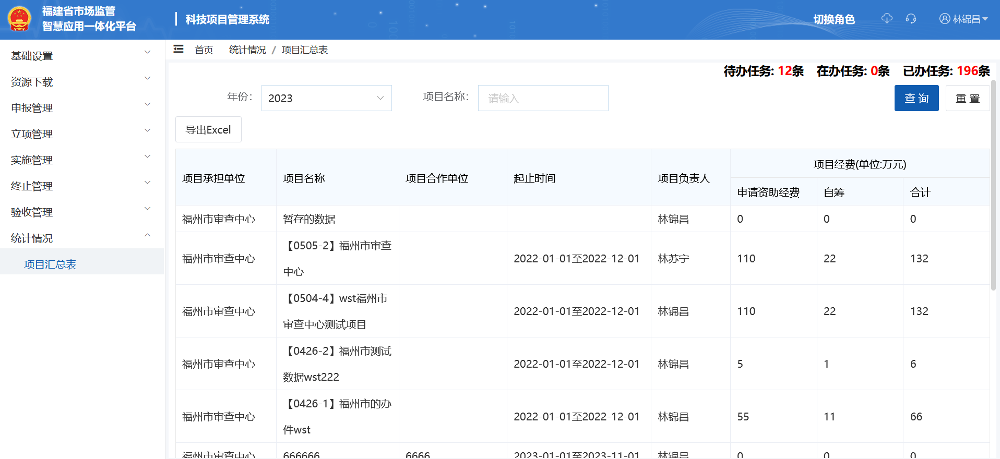 福建省市场监管
智慧应用一体化平台
科技项目管理系统
切换角色
林锦昌
基础设置
资源下载
申报管理
立项管理
实施管理
终止管理
验收管理
统计情况
项目汇总表
首页 统计情况 / 项目汇总表
待办任务: 12条 在办任务: 0条 已办任务: 196条
年份: 2023 项目名称: 请输入 查 询 重 置
导出Excel
项目承担单位 项目名称 项目合作单位 起止时间 项目负责人 项目经费(单位:万元)
申请资助经费 自筹 合计
福州市审查中心 暂存的数据 林锦昌 0 0 0
【0505-2】福州市审查
福州市审查中心 2022-01-01至2022-12-01 林苏宁 110 22 132
中心
【0504-4】wst福州市
福州市审查中心 2022-01-01至2022-12-01 林锦昌 110 22 132
审查中心测试项目
【0426-2】福州市测试
福州市审查中心 2022-01-01至2022-12-01 林锦昌 5 1 6
数据wst222
【0426-1】福州市的办
福州市审查中心 2022-01-01至2022-12-01 林锦昌 55 11 66
件wst
福州市审查中心 666666 6666 2023-01-01至2023-11-01 林锦昌 0 0 0